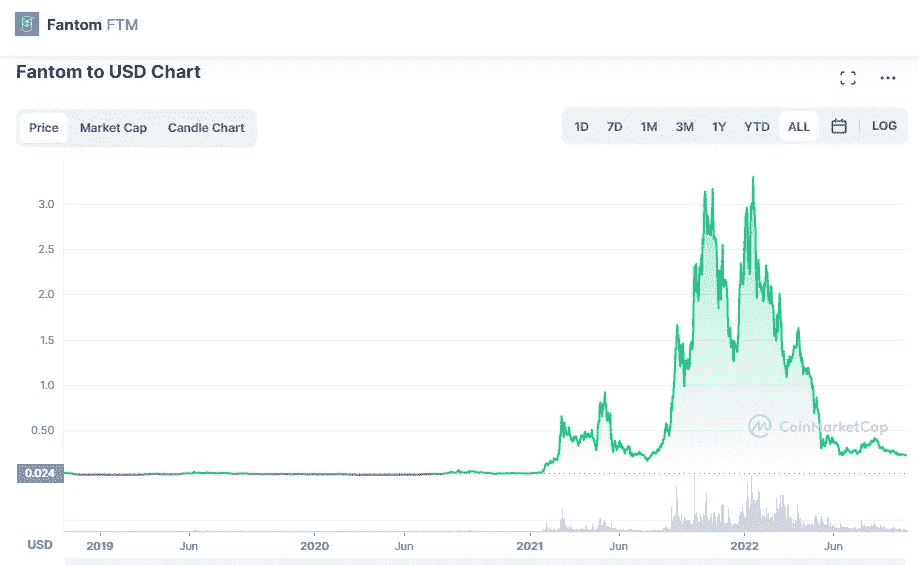 Fantom FTM
Fantom to USD Chart
Price Market Cap Candle Chart 1D 7D 1M 3M 1Y YTD ALL LOG
3.0
2.5
2.0
1.5
1.0
0.50
CoinMarketCap
0.024
USD 2019 Jun 2020 Jun 2021 Jun 2022 Jun